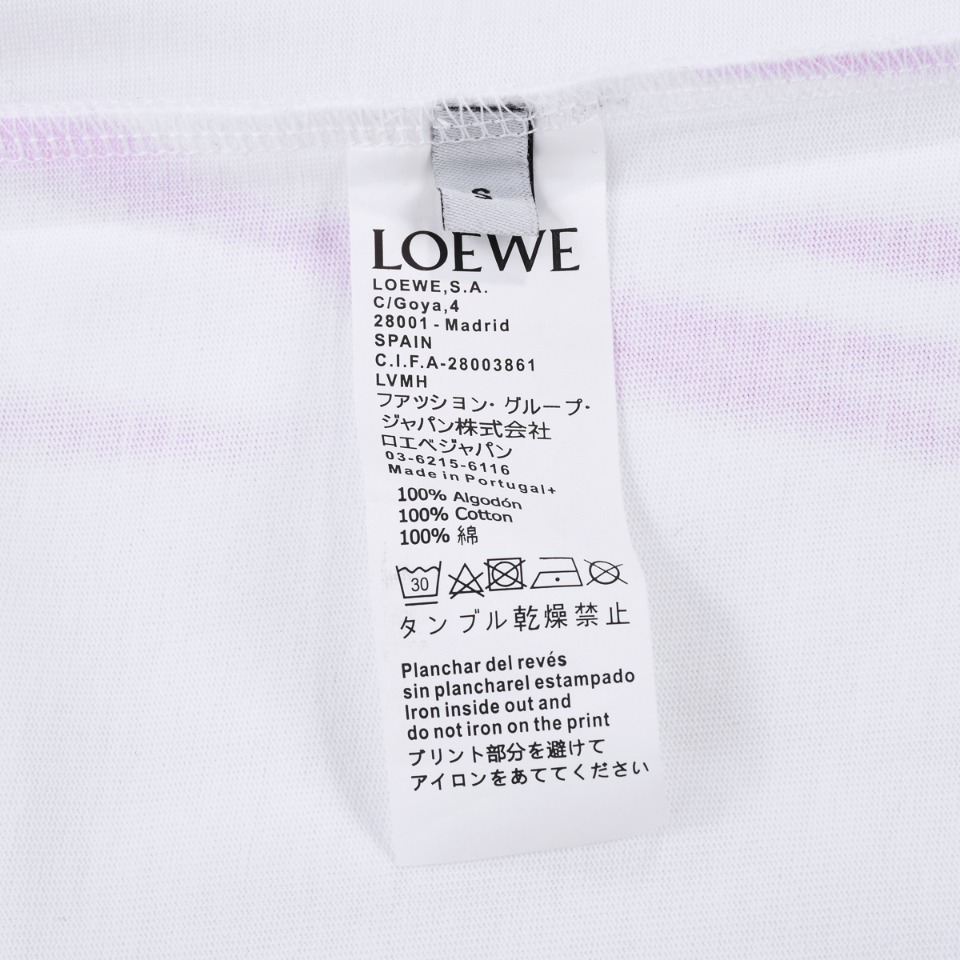 S
LOEWE
LOEWE,S.A.
C/Goya,4
28001-Madrid
SPAIN
C.I.F.A-28003861
LVMH
ファッション・グループ・
ジャパン株式会社
ロエベジャパン
03-6215-6116
Made in Portugal+
100% Algodón
100% Cotton
100% 綿
30
タンブル乾燥禁止
Planchar del revés
sin plancharel estampado
Iron inside out and
do not iron on the print
プリント部分を避けて
アイロンをあててください